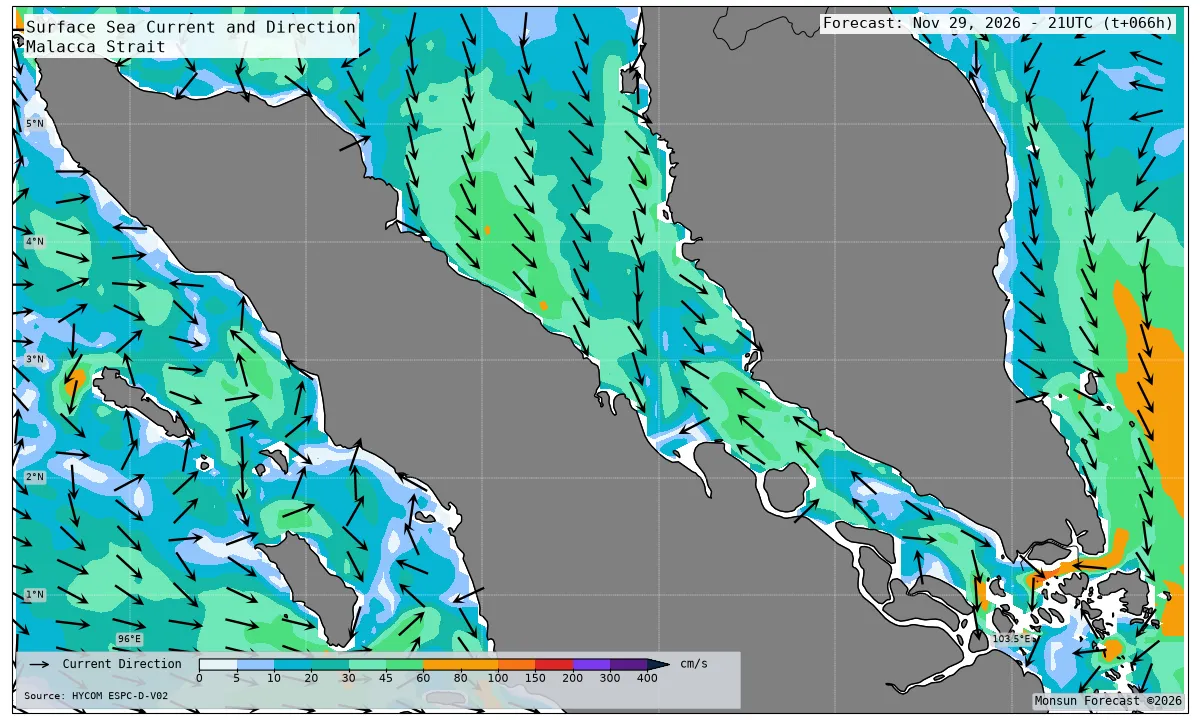 Surface Sea Current and Direction
Malacca Strait
Forecast: Nov 29, 2026 - 21UTC (t+066h)
5°N
4°N
3°N
2°N
1°N
96°E
103.5°E
Current Direction
0 5 10 20 30 45 60 80 100 150 200 300 400
cm/s
Source: HYCOM ESPC-D-V02
Monsun Forecast ©2026